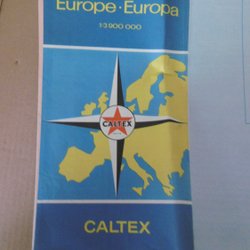 Europe · Europa
1:3 900 000
CALTEX
CALTEX